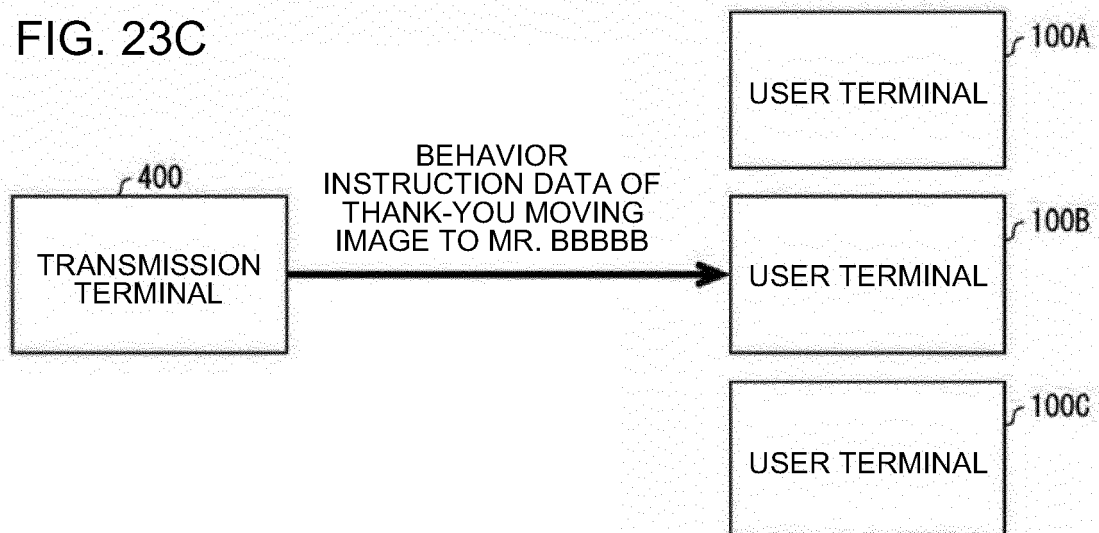 FIG. 23C
100A
USER TERMINAL
400
TRANSMISSION
TERMINAL
BEHAVIOR
INSTRUCTION DATA OF
THANK-YOU MOVING
IMAGE TO MR. BBBBB
100B
USER TERMINAL
100C
USER TERMINAL